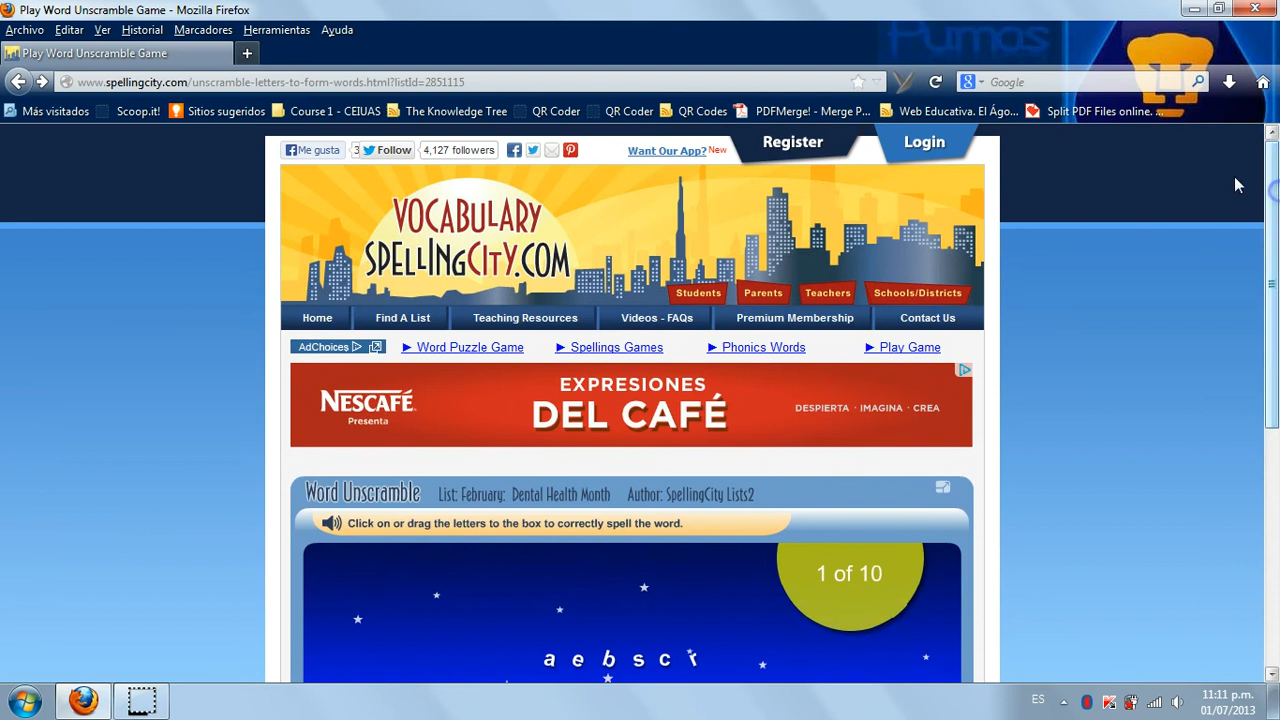 Play Word Unscramble Game - Mozilla Firefox
Archivo Editar Ver Historial Marcadores Herramientas Ayuda
Pumas
Play Word Unscramble Game
www.spellingcity.com/unscramble-letters-to-form-words.html?listId=2851115
Google
Más visitados Scoop.it! Sitios sugeridos Course 1 - CEIUAS The Knowledge Tree QR Coder QR Coder QR Codes PDFMerge! - Merge P... Web Educativa. El Ágo... Split PDF Files online. ...
Me gusta 3 Follow 4,127 followers Want Our App? New Register Login
VOCABULARY
SPELLINGCITY.COM
Students Parents Teachers Schools/Districts
Home Find A List Teaching Resources Videos - FAQs Premium Membership Contact Us
AdChoices Word Puzzle Game Spellings Games Phonics Words Play Game
NESCAFÉ.
Presenta
EXPRESIONES
DEL CAFÉ
DESPIERTA · IMAGINA · CREA
Word Unscramble List: February: Dental Health Month Author: SpellingCity Lists2
Click on or drag the letters to the box to correctly spell the word.
1 of 10
a e b s c r
ES 11:11 p.m.
01/07/2013